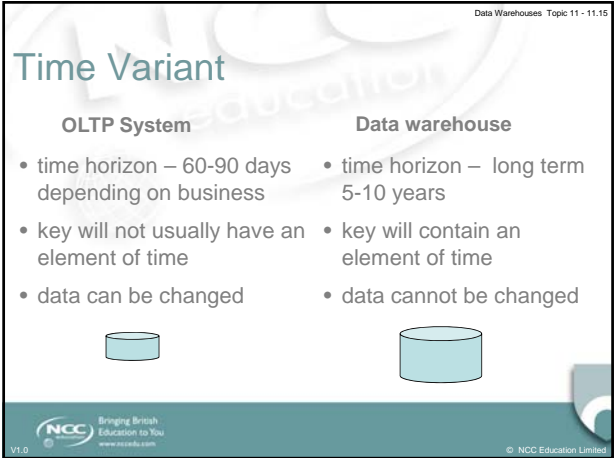 Data Warehouses Topic 11 - 11.15
Time Variant
OLTP System
• time horizon – 60-90 days
depending on business
• key will not usually have an
element of time
• data can be changed
Data warehouse
• time horizon – long term
5-10 years
• key will contain an
element of time
• data cannot be changed
NCC
education
Bringing British
Education to You
www.nccedu.com
V1.0
© NCC Education Limited
NCC
education